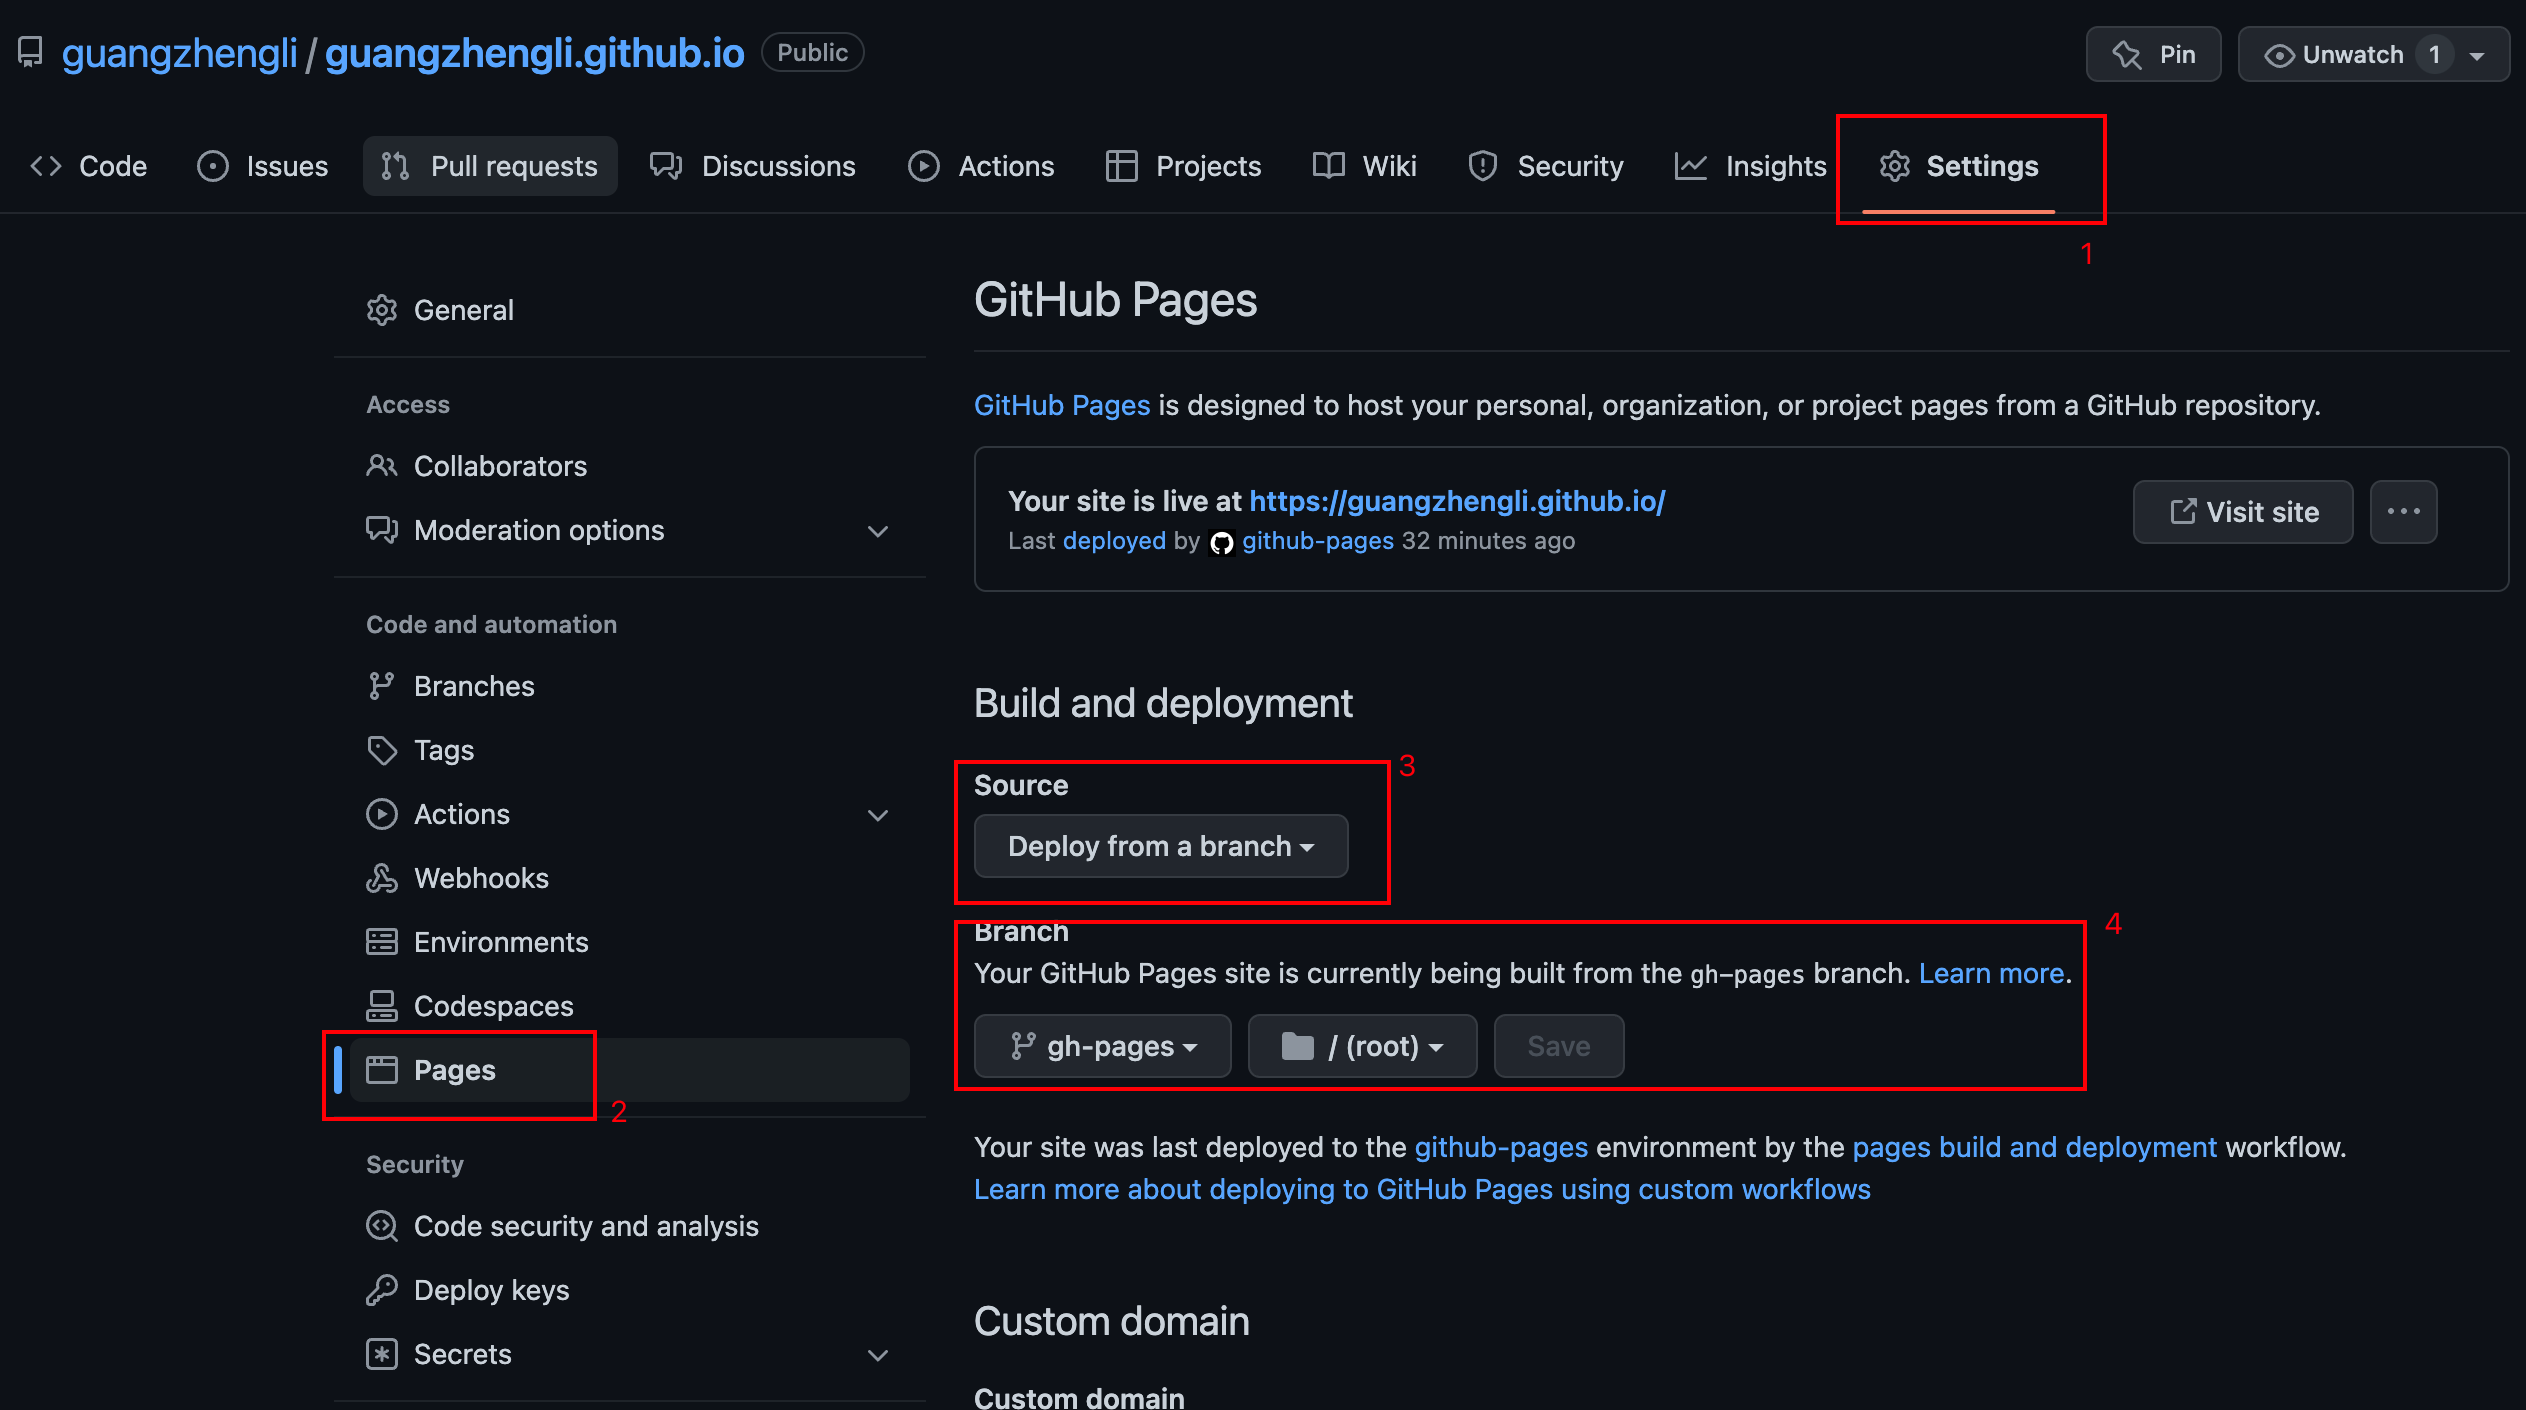 guangzhengli / guangzhengli.github.io Public
Pin
Unwatch 1
Code Issues Pull requests Discussions Actions Projects Wiki Security Insights Settings
1
General
Access
Collaborators
Moderation options
Code and automation
Branches
Tags
Actions
Webhooks
Environments
Codespaces
Pages
2
Security
Code security and analysis
Deploy keys
Secrets
GitHub Pages
GitHub Pages is designed to host your personal, organization, or project pages from a GitHub repository.
Your site is live at https://guangzhengli.github.io/
Last deployed by github-pages 32 minutes ago
Visit site
Build and deployment
3
Source
Deploy from a branch
4
Branch
Your GitHub Pages site is currently being built from the gh-pages branch. Learn more.
gh-pages / (root) Save
Your site was last deployed to the github-pages environment by the pages build and deployment workflow.
Learn more about deploying to GitHub Pages using custom workflows
Custom domain
Custom domain